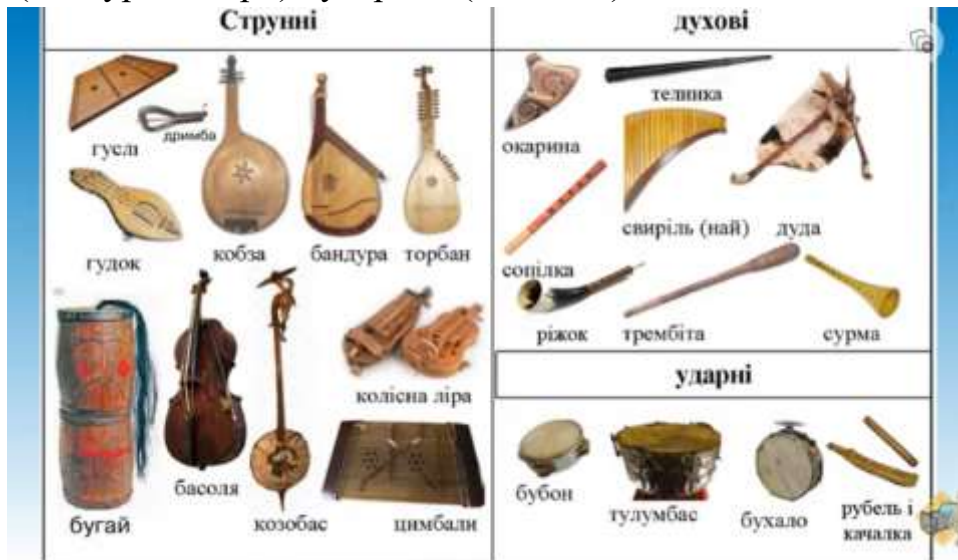 Струнні
духові
дримба
гуслі
гудок
кобза
бандура
торбан
бугай
басоля
козобас
колісна ліра
цимбали
окарина
телинка
сопілка
свиріль (най)
дуда
ріжок
трембіта
сурма
ударні
бубон
тулумбас
бухало
рубель і
качалка